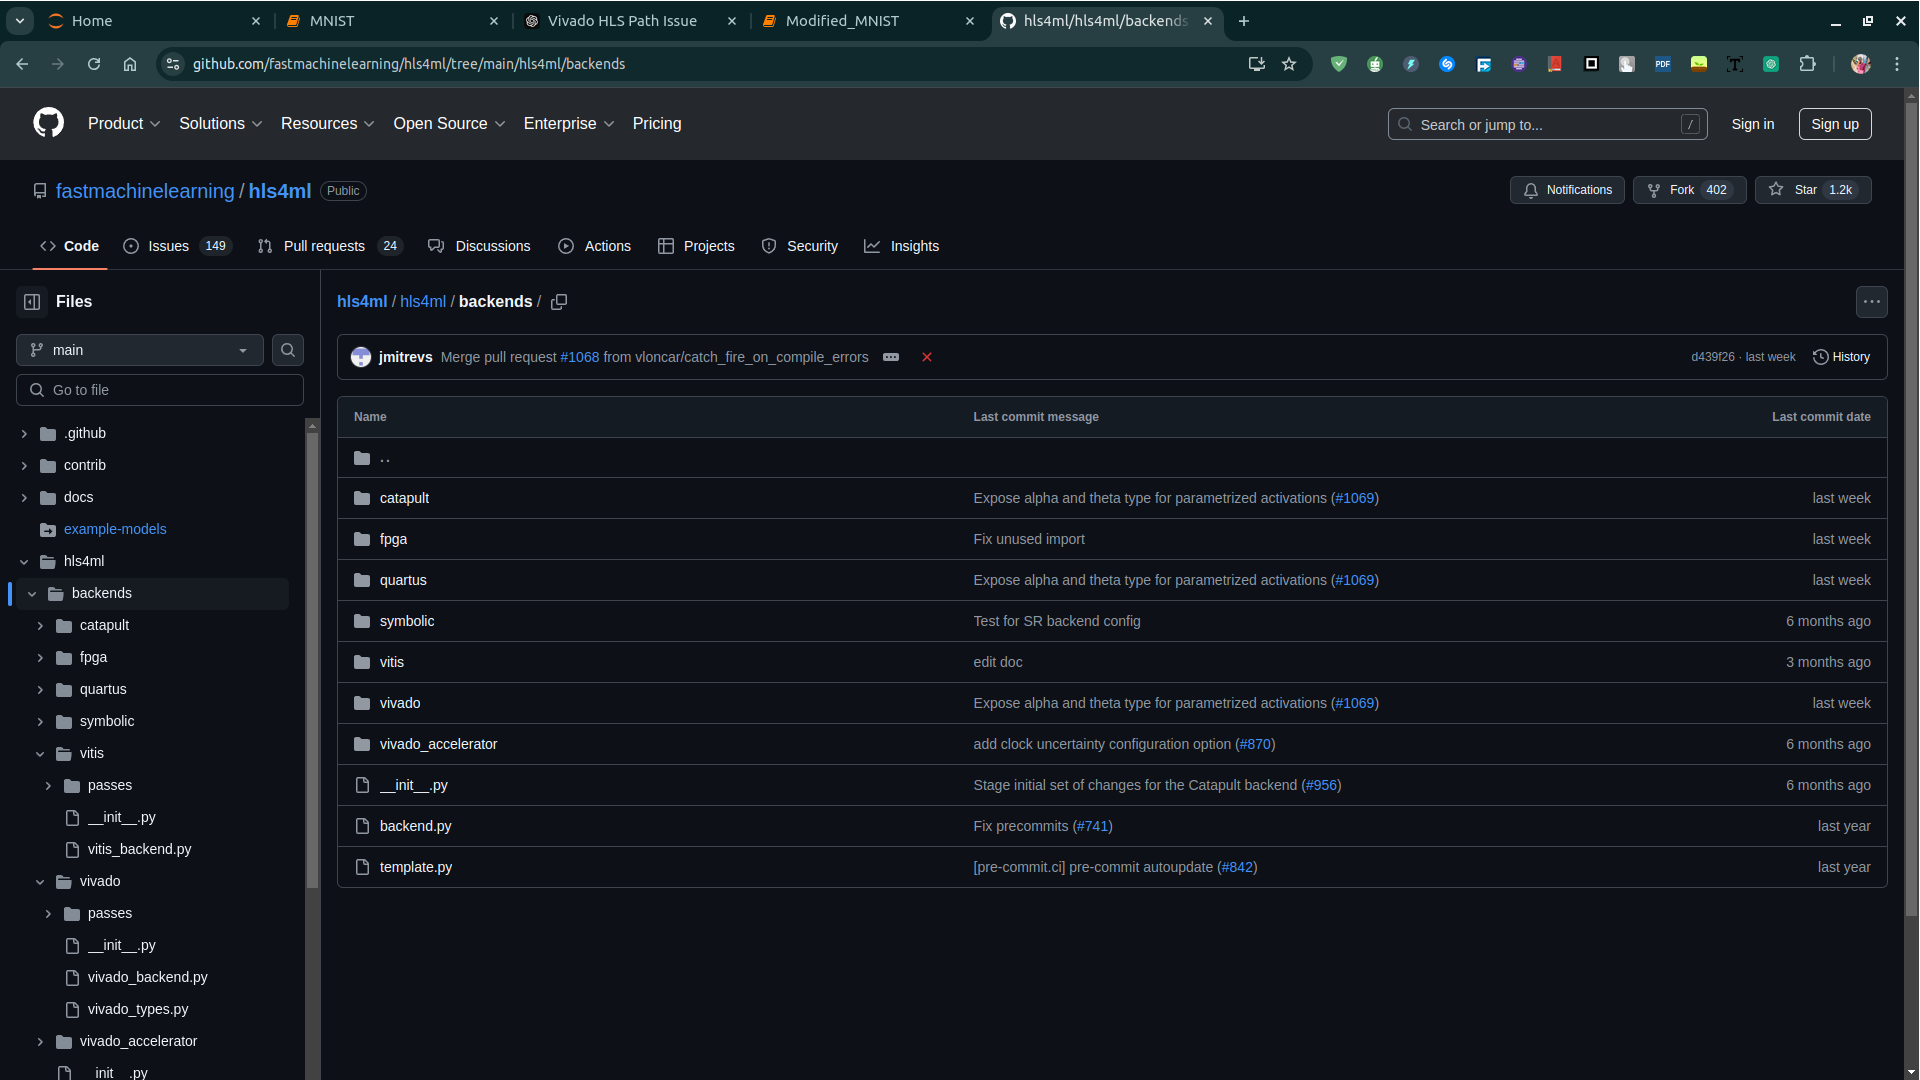 Home
MNIST
Vivado HLS Path Issue
Modified_MNIST
hls4ml/hls4ml/backends
github.com/fastmachinelearning/hls4ml/tree/main/hls4ml/backends
PDF
Product Solutions Resources Open Source Enterprise Pricing
Search or jump to... /
Sign in
Sign up
fastmachinelearning / hls4ml Public
Notifications
Fork 402
Star 1.2k
Code
Issues 149
Pull requests 24
Discussions
Actions
Projects
Security
Insights
Files
main
Go to file
.github
contrib
docs
example-models
hls4ml
backends
catapult
fpga
quartus
symbolic
vitis
passes
__init__.py
vitis_backend.py
vivado
passes
__init__.py
vivado_backend.py
vivado_types.py
vivado_accelerator
__init__.py
hls4ml / hls4ml / backends /
jmitrevs Merge pull request #1068 from vloncar/catch_fire_on_compile_errors
d439f26 · last week
History
Name Last commit message Last commit date
..
catapult Expose alpha and theta type for parametrized activations (#1069) last week
fpga Fix unused import last week
quartus Expose alpha and theta type for parametrized activations (#1069) last week
symbolic Test for SR backend config 6 months ago
vitis edit doc 3 months ago
vivado Expose alpha and theta type for parametrized activations (#1069) last week
vivado_accelerator add clock uncertainty configuration option (#870) 6 months ago
__init__.py Stage initial set of changes for the Catapult backend (#956) 6 months ago
backend.py Fix precommits (#741) last year
template.py [pre-commit.ci] pre-commit autoupdate (#842) last year